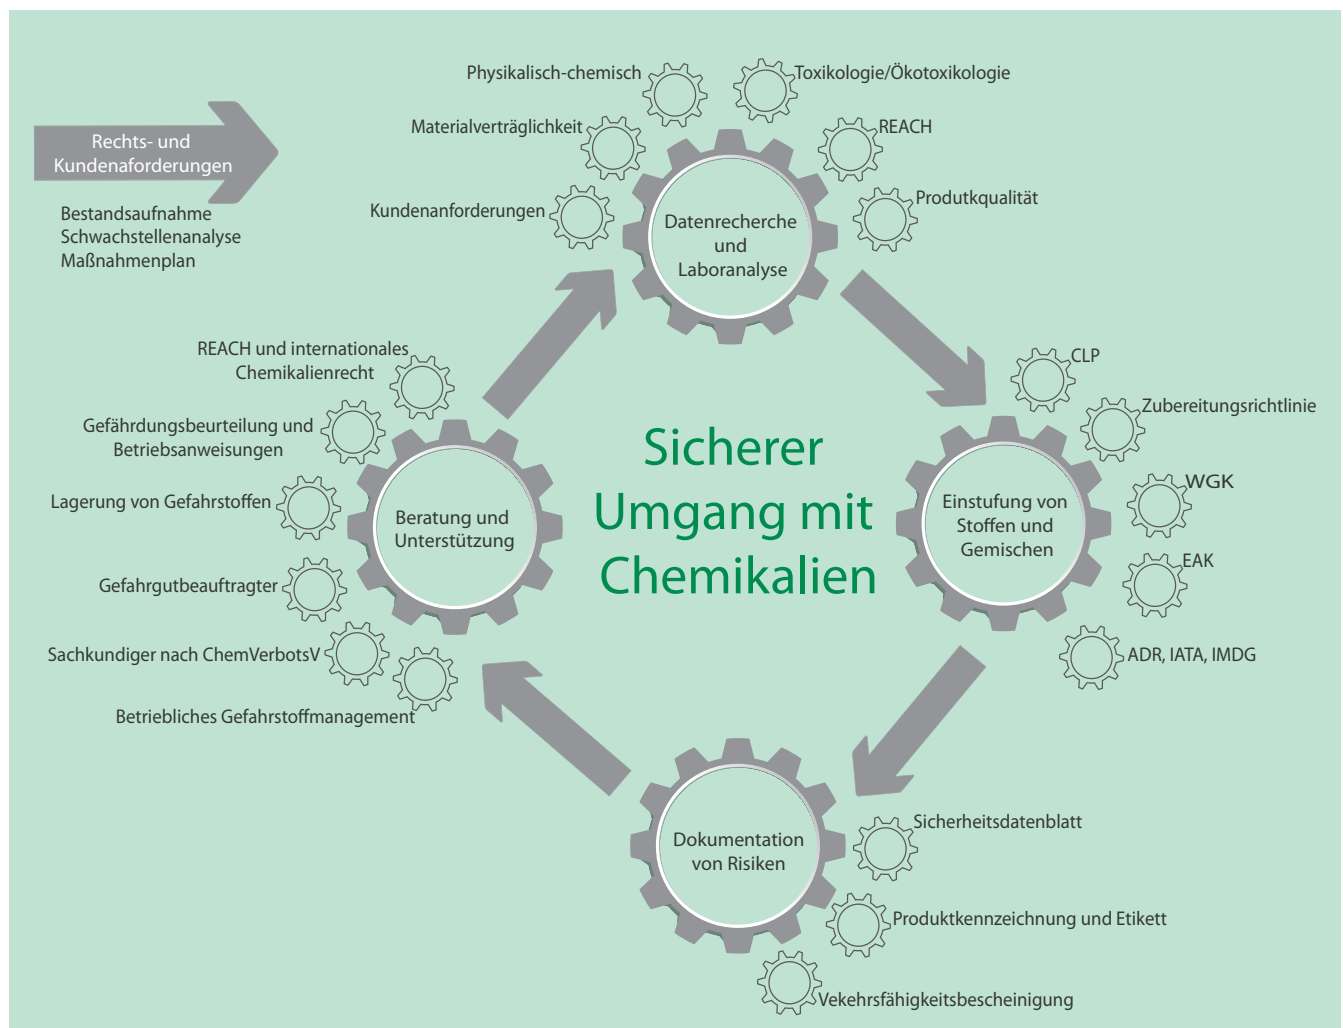 Rechts- und
Kundenaforderungen
Bestandsaufnahme
Schwachstellenanalyse
Maßnahmenplan
Physikalisch-chemisch
Materialverträglichkeit
Kundenanforderungen
Toxikologie/Ökotoxikologie
REACH
Produtkqualität
Datenrecherche
und
Laboranalyse
CLP
Zubereitungsrichtlinie
WGK
EAK
ADR, IATA, IMDG
Einstufung von
Stoffen und
Gemischen
Sicherer
Umgang mit
Chemikalien
REACH und internationales
Chemikalienrecht
Gefährdungsbeurteilung und
Betriebsanweisungen
Lagerung von Gefahrstoffen
Gefahrgutbeauftragter
Sachkundiger nach ChemVerbotsV
Betriebliches Gefahrstoffmanagement
Beratung und
Unterstützung
Dokumentation
von Risiken
Sicherheitsdatenblatt
Produktkennzeichnung und Etikett
Vekehrsfähigkeitsbescheinigung